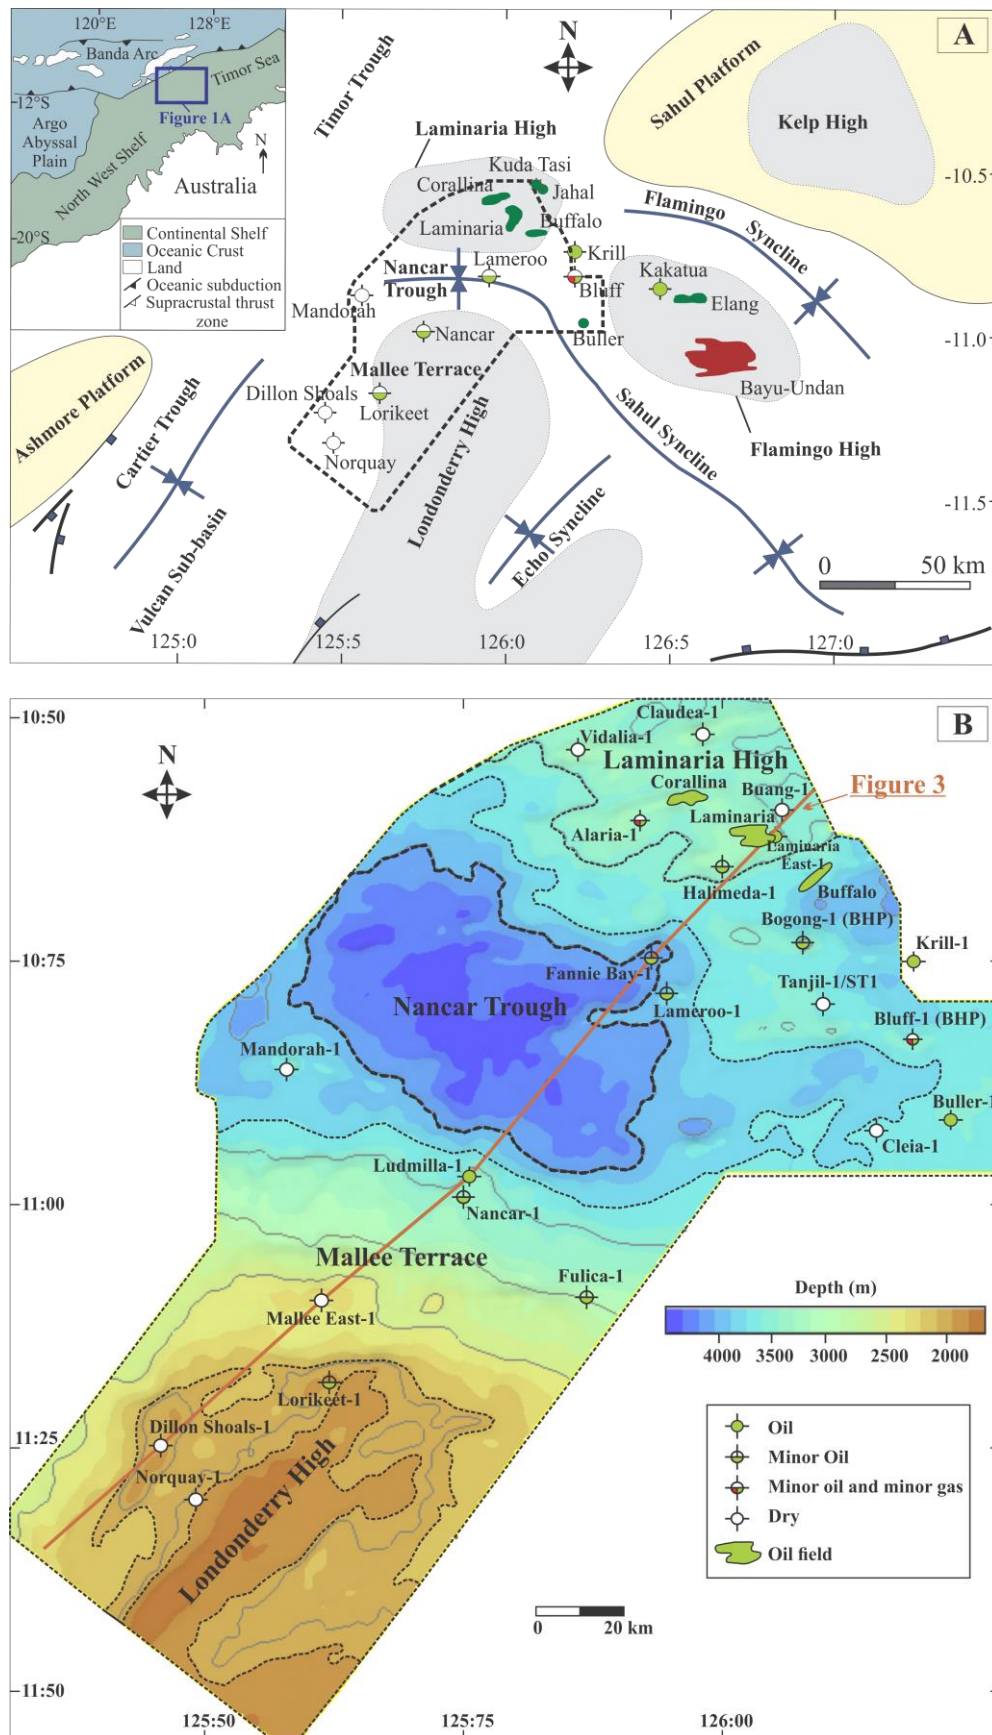 120°E
128°E
Banda Arc
Timor Sea
12°S
Figure 1A
Argo
Abyssal
Plain
North West Shelf
N
Australia
20°S
Continental Shelf
Oceanic Crust
Land
Oceanic subduction
Supracrustal thrust
zone
A
N
Timor Trough
Sahul Platform
Kelp High
Laminaria High
Kuda Tasi
Corallina
Jahal
Laminaria
Buffalo
Flamingo
Syncline
-10.5
Nancar
Trough
Lameroo
Krill
Bluff
Kakatua
Elang
Mandorah
Nancar
Buller
-11.0
Mallee Terrace
Bayu-Undan
Dillon Shoals
Lorikeet
Norquay
Flamingo High
Ashmore Platform
Cartier Trough
Londonderry High
Sahul Syncline
Echo Syncline
Vulcan Sub-basin
-11.5
0
50 km
125:0
125:5
126:0
126:5
127:0
B
N
10:50
Claudea-1
Vidalia-1
Laminaria High
Corallina
Buang-1
Figure 3
Alaria-1
Laminaria
Laminaria
East-1
Halimeda-1
Buffalo
Bogong-1 (BHP)
Krill-1
10:75
Fannie Bay-1
Tanjil-1/ST1
Nancar Trough
Lameroo-1
Bluff-1 (BHP)
Mandorah-1
Buller-1
Cleia-1
Ludmilla-1
11:00
Nancar-1
Mallee Terrace
Fulica-1
Depth (m)
Mallee East-1
4000
3500
3000
2500
2000
Lorikeet-1
Dillon Shoals-1
11:25
Norquay-1
Londonderry High
Oil
Minor Oil
Minor oil and minor gas
Dry
Oil field
0
20 km
11:50
125:50
125:75
126:00